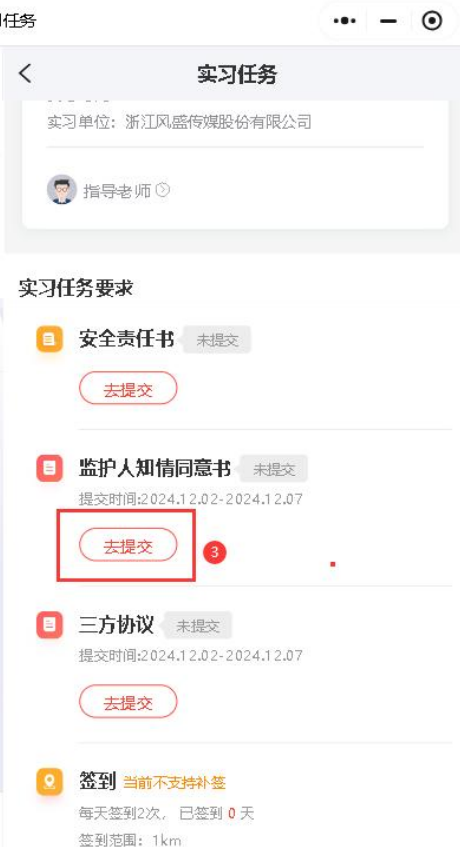 任务
实习任务
实习单位：浙江风盛传媒股份有限公司
指导老师
实习任务要求
安全责任书 未提交
去提交
监护人知情同意书 未提交
提交时间:2024.12.02-2024.12.07
去提交 3
三方协议 未提交
提交时间:2024.12.02-2024.12.07
去提交
签到 当前不支持补签
每天签到2次， 已签到 0 天
签到范围：1km